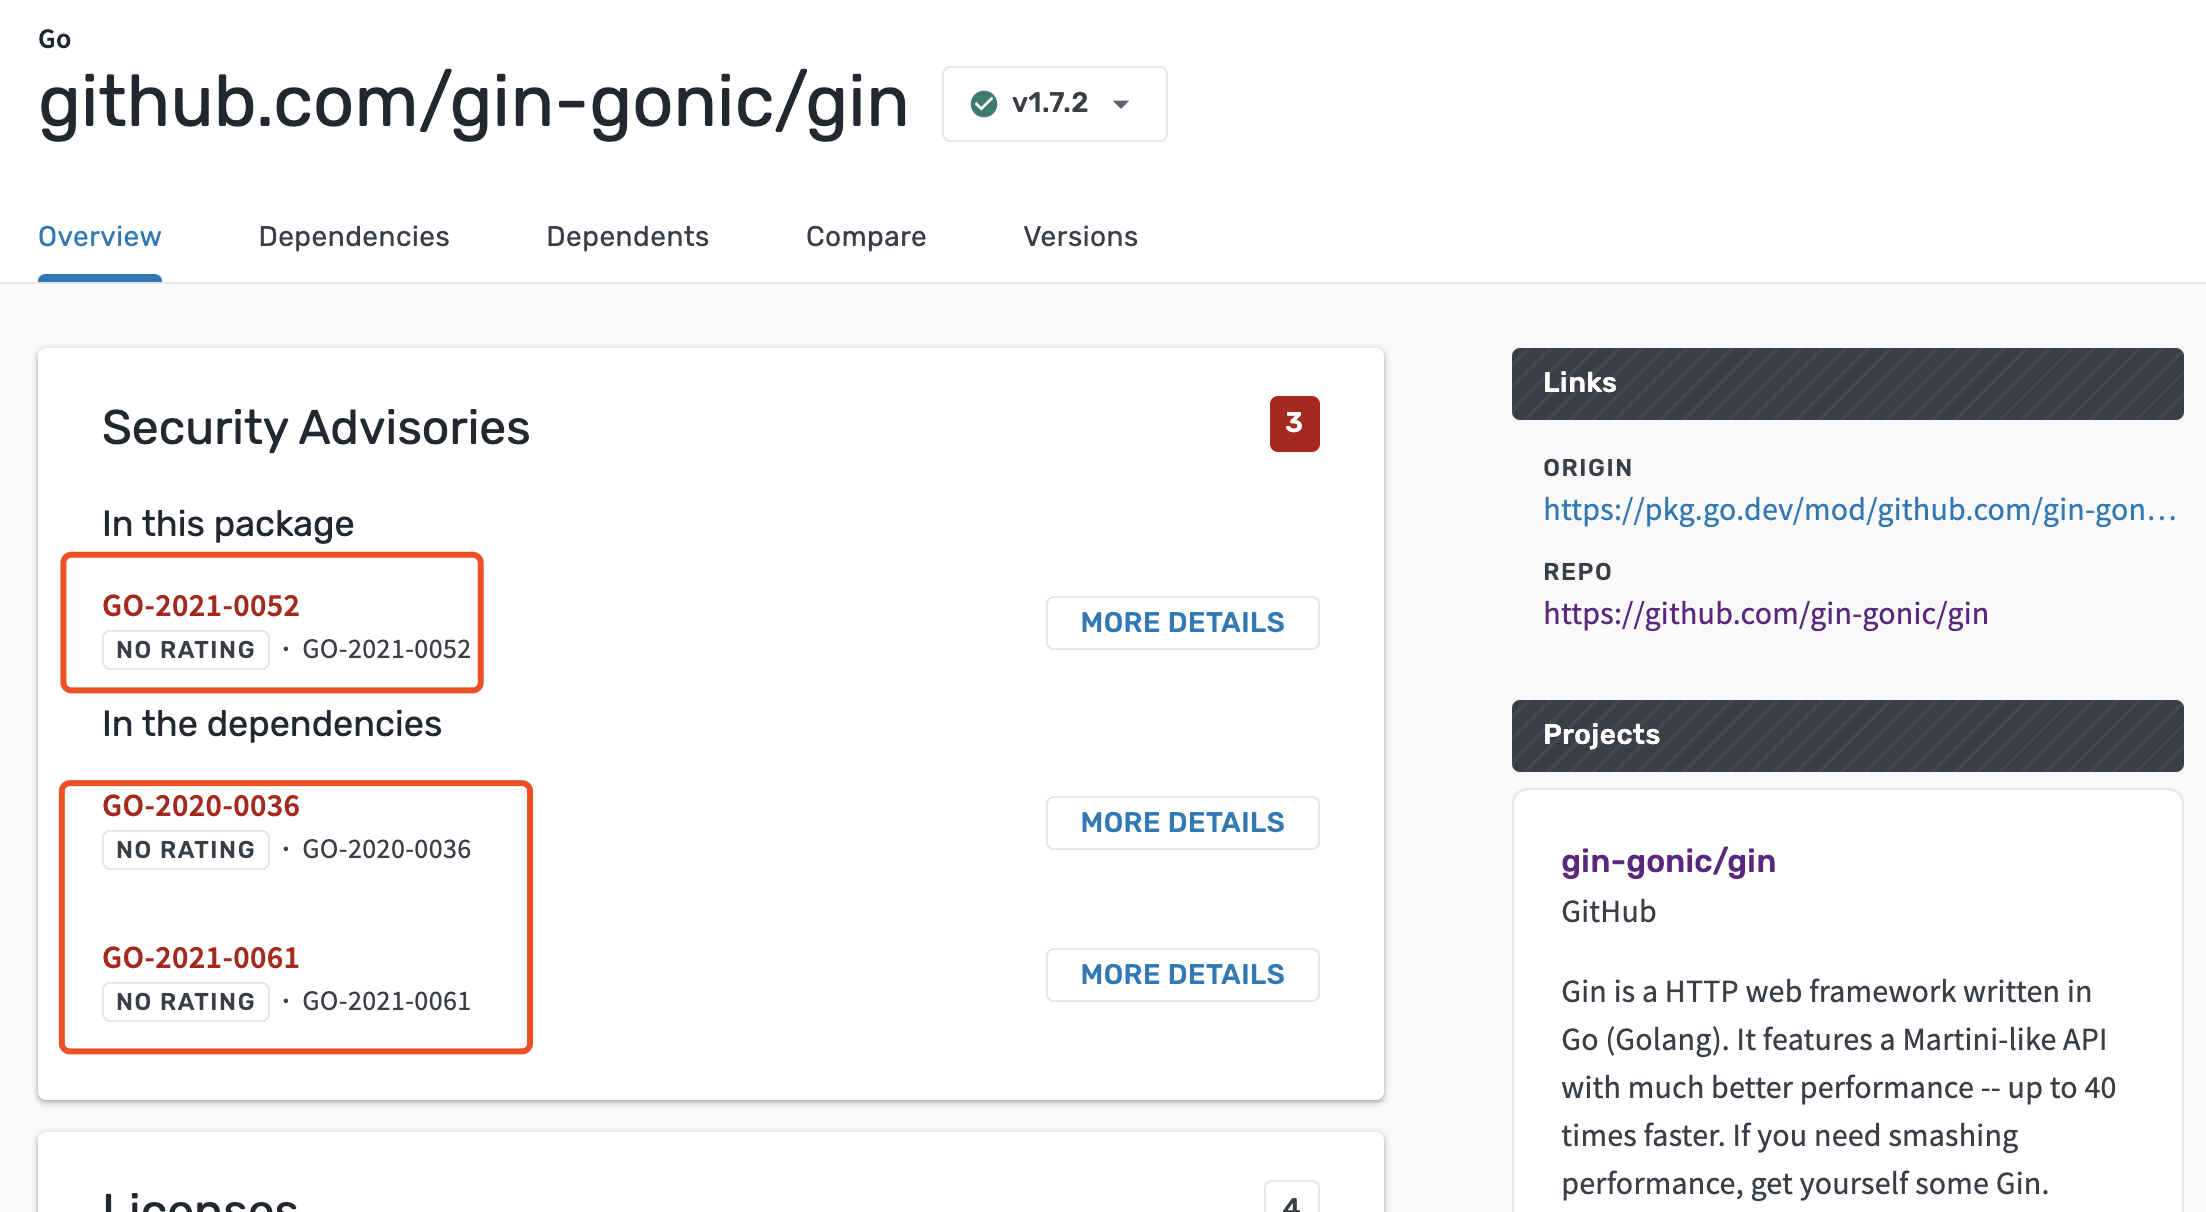 Go
github.com/gin-gonic/gin
v1.7.2
Overview
Dependencies
Dependents
Compare
Versions
Security Advisories
3
In this package
GO-2021-0052
NO RATING · GO-2021-0052
MORE DETAILS
In the dependencies
GO-2020-0036
NO RATING · GO-2020-0036
MORE DETAILS
GO-2021-0061
NO RATING · GO-2021-0061
MORE DETAILS
Licenses
4
Links
ORIGIN
https://pkg.go.dev/mod/github.com/gin-gon...
REPO
https://github.com/gin-gonic/gin
Projects
gin-gonic/gin
GitHub
Gin is a HTTP web framework written in
Go (Golang). It features a Martini-like API
with much better performance -- up to 40
times faster. If you need smashing
performance, get yourself some Gin.